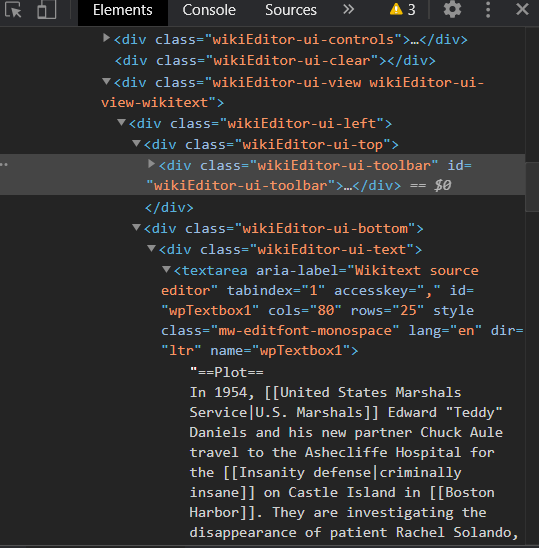 Elements Console Sources » 3
<div class="wikiEditor-ui-controls">…</div>
<div class="wikiEditor-ui-clear"></div>
<div class="wikiEditor-ui-view wikiEditor-ui-
view-wikitext">
<div class="wikiEditor-ui-left">
<div class="wikiEditor-ui-top">
<div class="wikiEditor-ui-toolbar" id=
"wikiEditor-ui-toolbar">…</div> == $0
</div>
<div class="wikiEditor-ui-bottom">
<div class="wikiEditor-ui-text">
<textarea aria-label="Wikitext source
editor" tabindex="1" accesskey="," id=
"wpTextbox1" cols="80" rows="25" style
class="mw-editfont-monospace" lang="en" dir=
"ltr" name="wpTextbox1">
"==Plot==
In 1954, [[United States Marshals
Service|U.S. Marshals]] Edward "Teddy"
Daniels and his new partner Chuck Aule
travel to the Ashecliffe Hospital for
the [[Insanity defense|criminally
insane]] on Castle Island in [[Boston
Harbor]]. They are investigating the
disappearance of patient Rachel Solando,